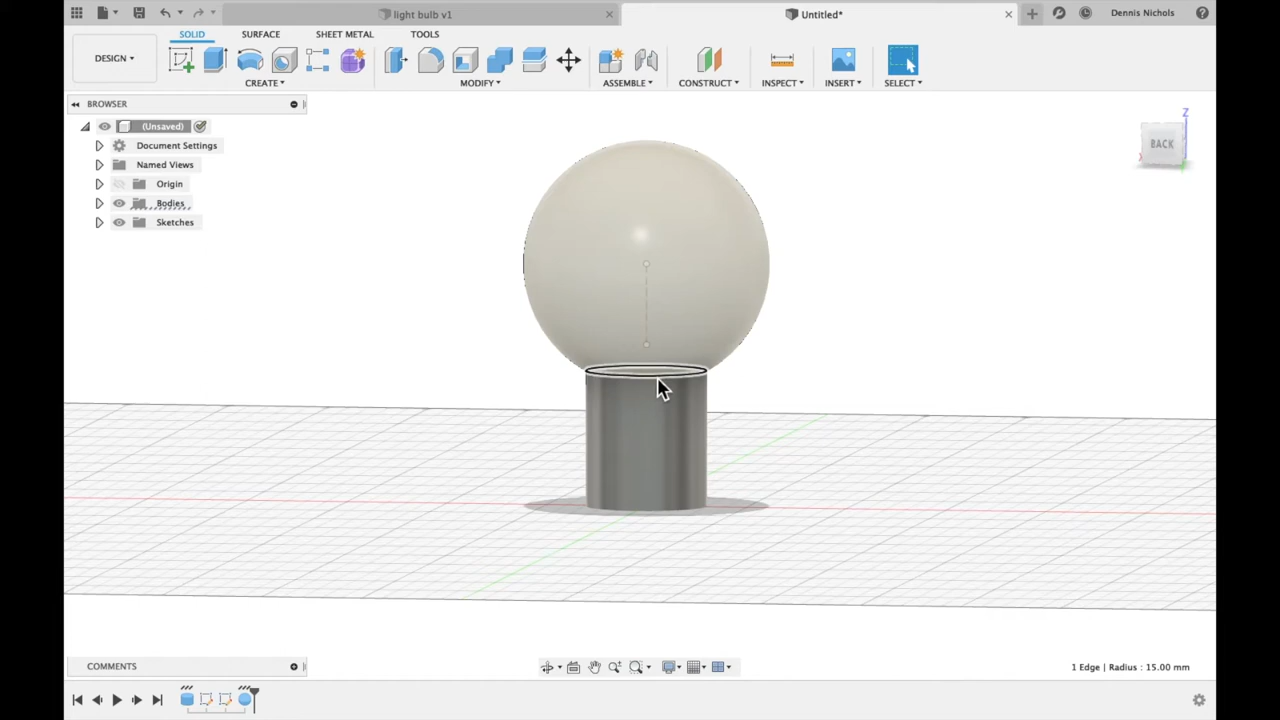 light bulb v1
Untitled*
Dennis Nichols
SOLID
SURFACE
SHEET METAL
TOOLS
DESIGN
CREATE
MODIFY
ASSEMBLE
CONSTRUCT
INSPECT
INSERT
SELECT
BROWSER
(Unsaved)
Document Settings
Named Views
Origin
Bodies
Sketches
Z
BACK
COMMENTS
1 Edge | Radius : 15.00 mm